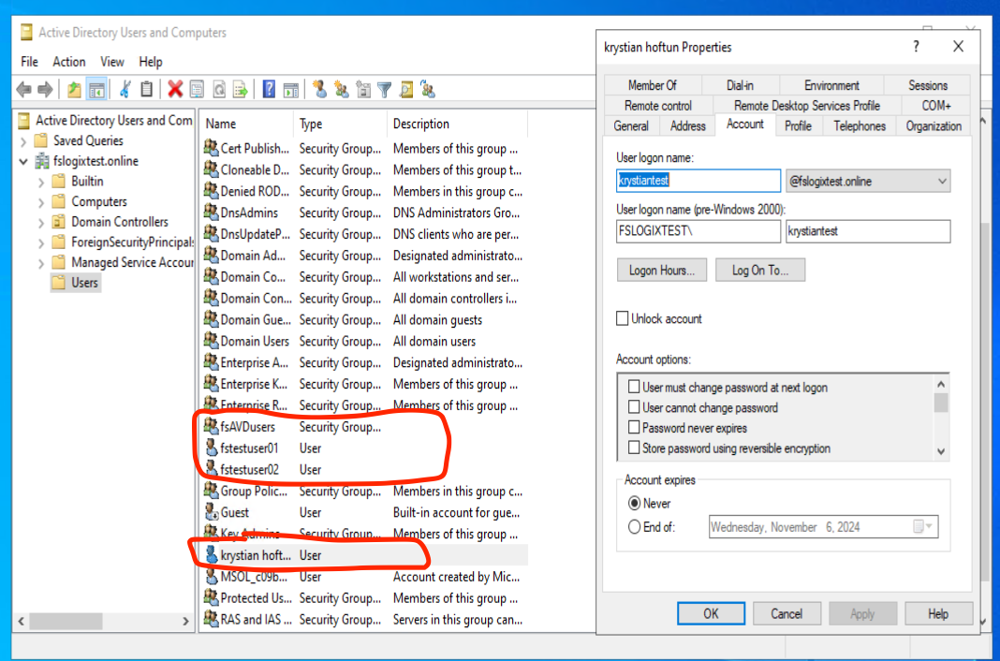 Active Directory Users and Computers
File Action View Help
Active Directory Users and Com
Saved Queries
fslogixtest.online
Builtin
Computers
Domain Controllers
ForeignSecurityPrincipals
Managed Service Accour
Users
Name Type Description
Cert Publish... Security Group... Members of this group ...
Cloneable D... Security Group... Members of this group t...
Denied ROD... Security Group... Members in this group c...
DnsAdmins Security Group... DNS Administrators Gro...
DnsUpdateP... Security Group... DNS clients who are per...
Domain Ad... Security Group... Designated administrato...
Domain Co... Security Group... All workstations and ser...
Domain Con... Security Group... All domain controllers i...
Domain Gue... Security Group... All domain guests
Domain Users Security Group... All domain users
Enterprise A... Security Group... Designated administrato...
Enterprise K... Security Group... Members of this group ...
Enterprise R... Security Group... Members of this group ...
fsAVDusers Security Group...
fstestuser01 User
fstestuser02 User
Group Polic... Security Group... Members in this group c...
Guest User Built-in account for gue...
Key Admins Security Group... Members of this group ...
krystian hoft... User
MSOL_c09b... User Account created by Mic...
Protected Us... Security Group... Members of this group ...
RAS and IAS ... Security Group... Servers in this group can...
krystian hoftun Properties
Member Of Dial-in Environment Sessions
Remote control Remote Desktop Services Profile COM+
General Address Account Profile Telephones Organization
User logon name:
krystiantest @fslogixtest.online
User logon name (pre-Windows 2000):
FSLOGIXTEST\ krystiantest
Logon Hours... Log On To...
Unlock account
Account options:
User must change password at next logon
User cannot change password
Password never expires
Store password using reversible encryption
Account expires
Never
End of: Wednesday, November 6, 2024
OK Cancel Apply Help